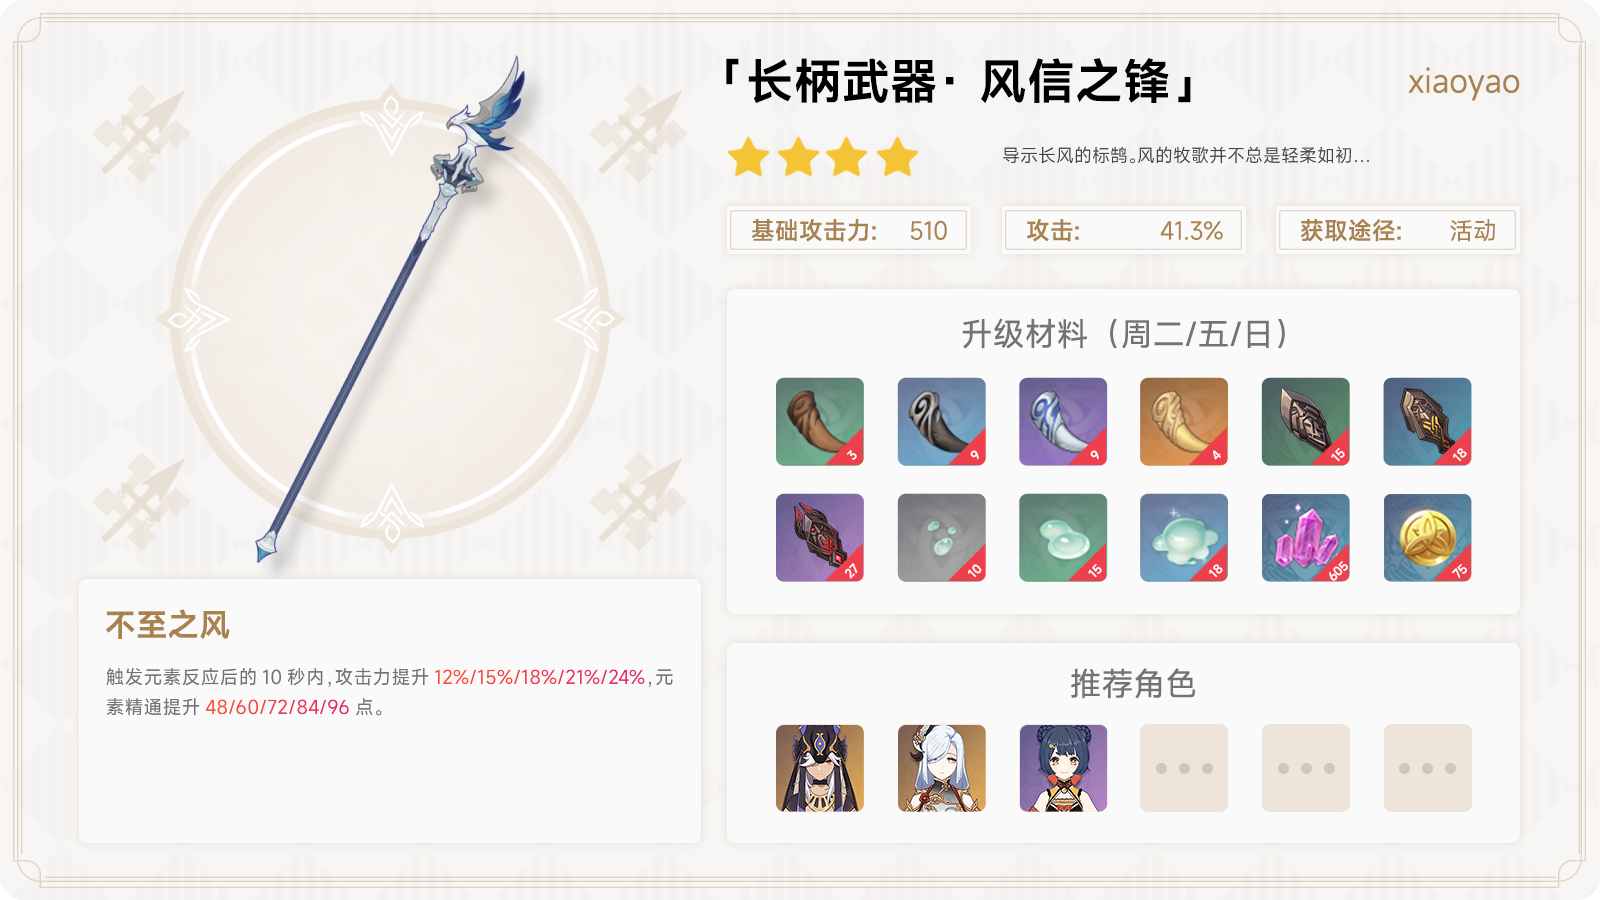 「长柄武器· 风信之锋」
xiaoyao
导示长风的标鹄。风的牧歌并不总是轻柔如初...
基础攻击力: 510
攻击: 41.3%
获取途径: 活动
升级材料（周二/五/日）
3
9
9
4
15
18
27
10
15
18
605
75
不至之风
触发元素反应后的 10 秒内,攻击力提升 12%/15%/18%/21%/24%,元
素精通提升 48/60/72/84/96 点。
推荐角色